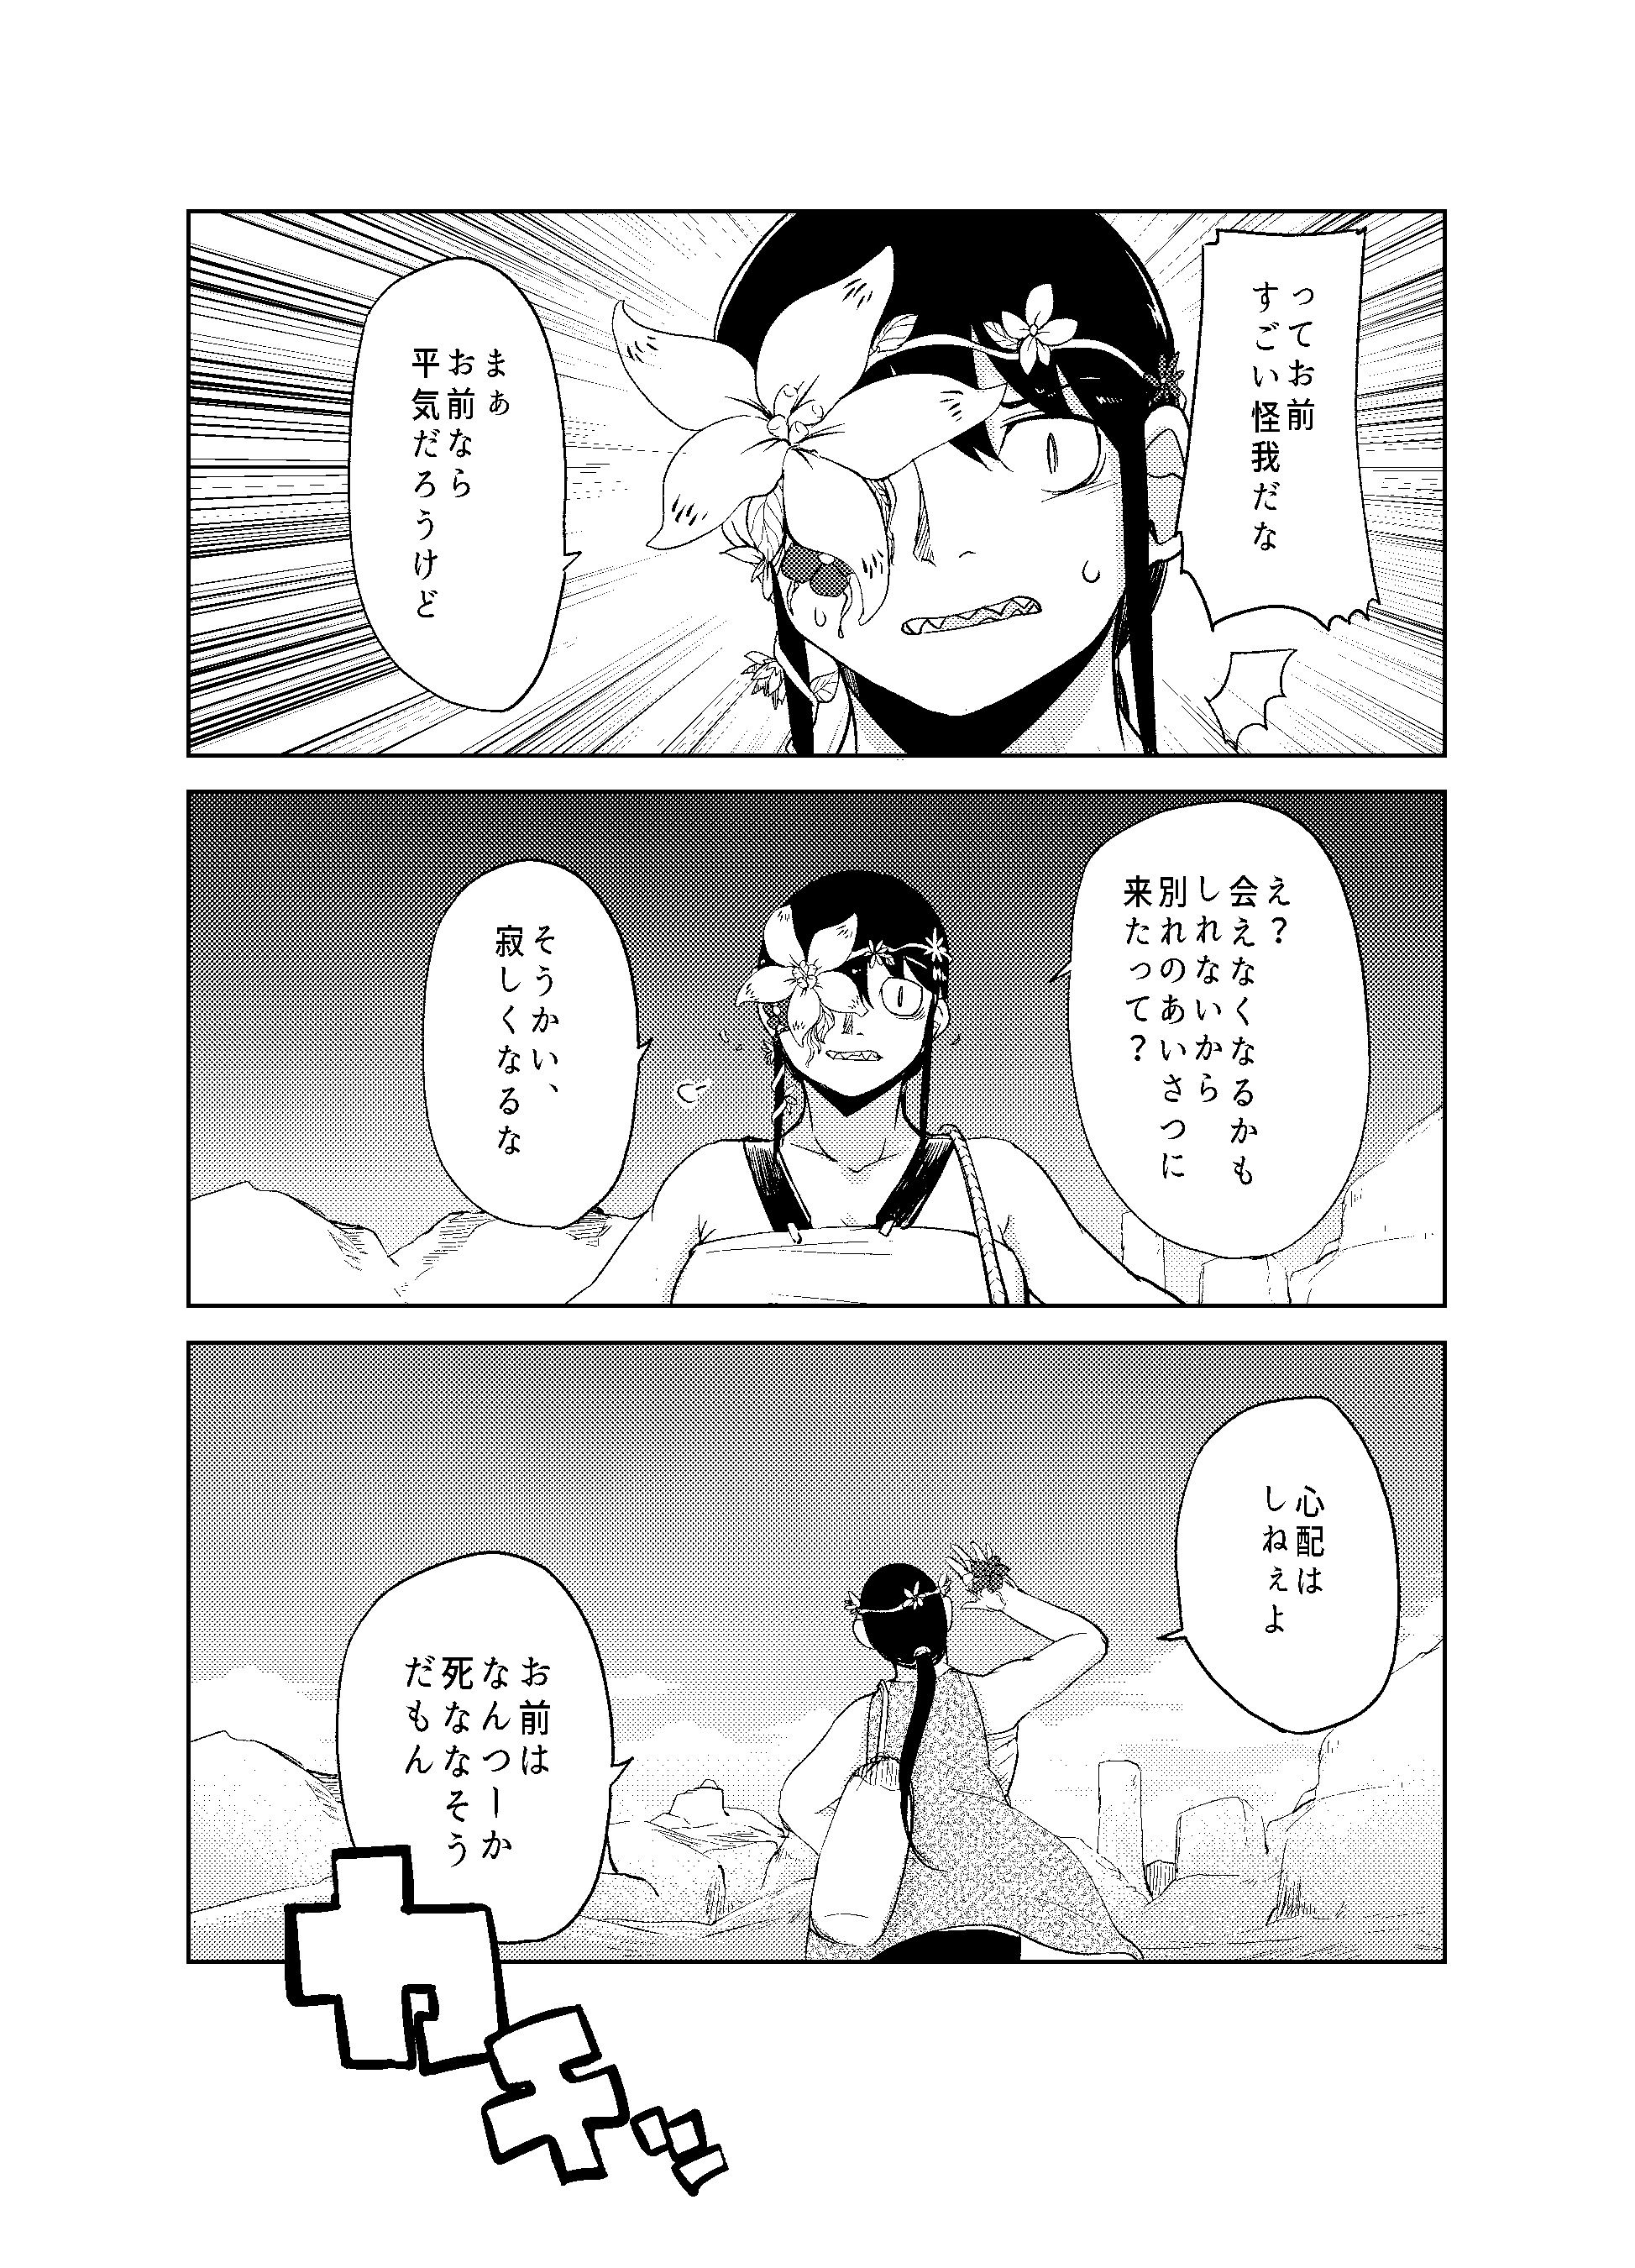 ってお前
すごい怪我だな
まぁ
お前なら
平気だろうけど
え？
会えなくなるかも
しれないから
別れのあいさつに
来たって？
そうかい、
寂しくなるな
心配は
しねぇよ
お前は
なんつーか
死ななそう
だもん
カキッ